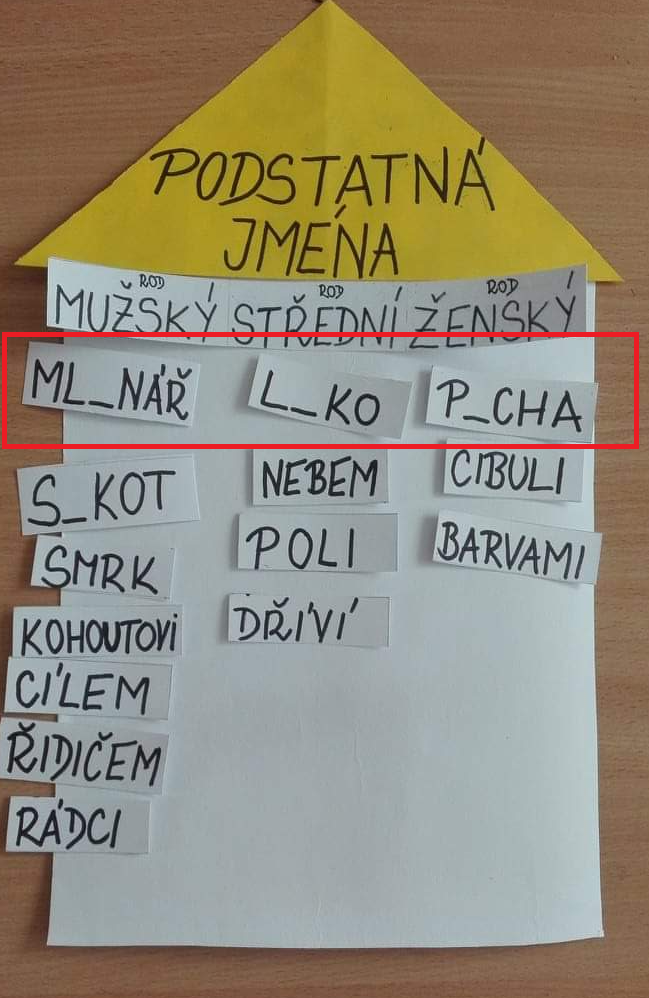 PODSTATNÁ
JMÉNA
ROD ROD ROD
MUŽSKÝ STŘEDNÍ ŽENSKÝ
ML_NÁŘ L_KO P_CHA
S_KOT NEBEM CIBULI
SMRK POLI BARVAMI
KOHOUTOVI DŘÍVÍ
CÍLEM
ŘIDIČEM
RÁDCI